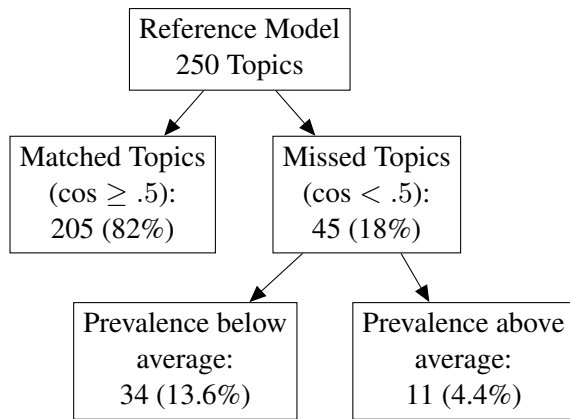 Reference Model
250 Topics
Matched Topics
(cos ≥ .5):
205 (82%)
Missed Topics
(cos < .5):
45 (18%)
Prevalence below
average:
34 (13.6%)
Prevalence above
average:
11 (4.4%)